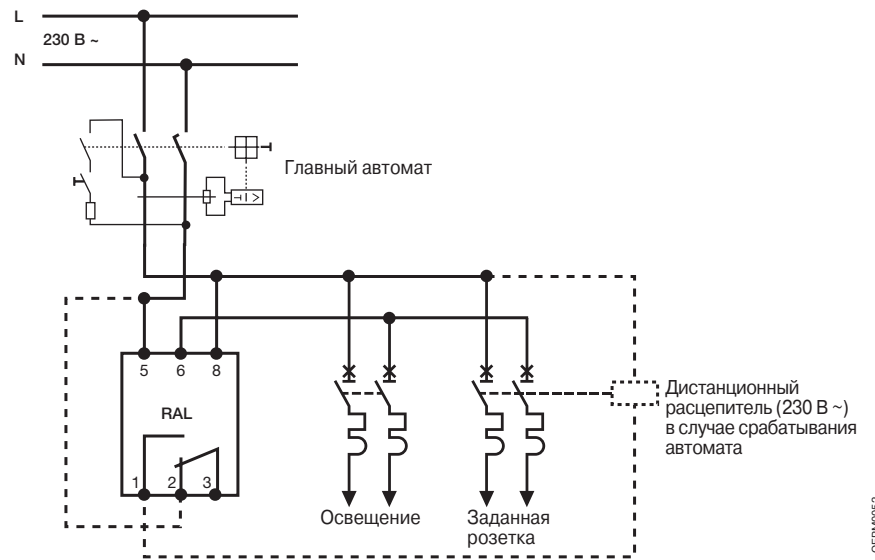 L
230 В ~
N
Главный автомат
5 6 8
RAL
1 2 3
Дистанционный
расцепитель (230 В ~)
в случае срабатывания
автомата
Освещение
Заданная
розетка